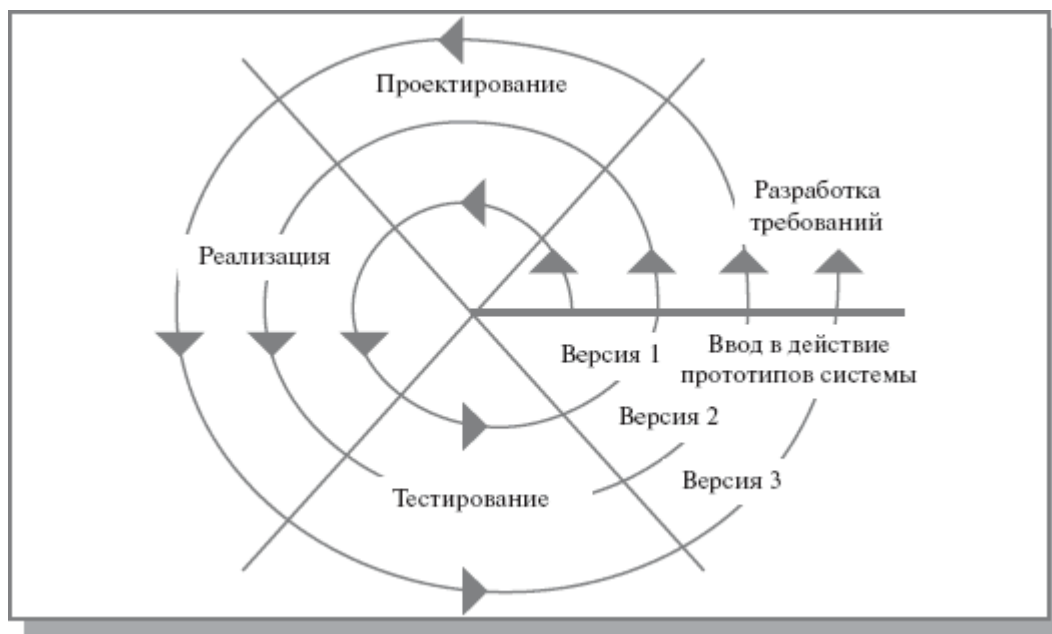 Проектирование
Разработка
требований
Реализация
Версия 1
Ввод в действие
прототипов системы
Версия 2
Версия 3
Тестирование